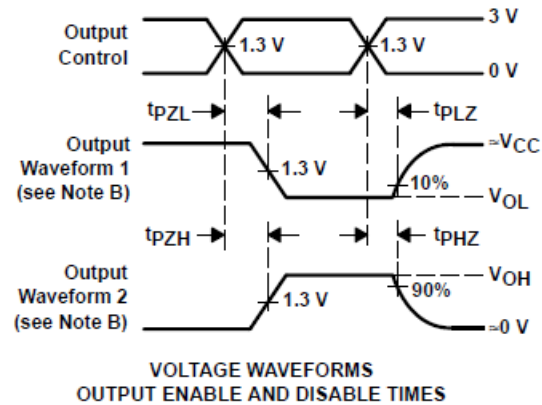 Output
Control
1.3 V
1.3 V
3 V
0 V
tPZL
tPLZ
Output
Waveform 1
(see Note B)
1.3 V
10%
≈VCC
VOL
tPZH
tPHZ
Output
Waveform 2
(see Note B)
1.3 V
90%
VOH
≈0 V
VOLTAGE WAVEFORMS
OUTPUT ENABLE AND DISABLE TIMES